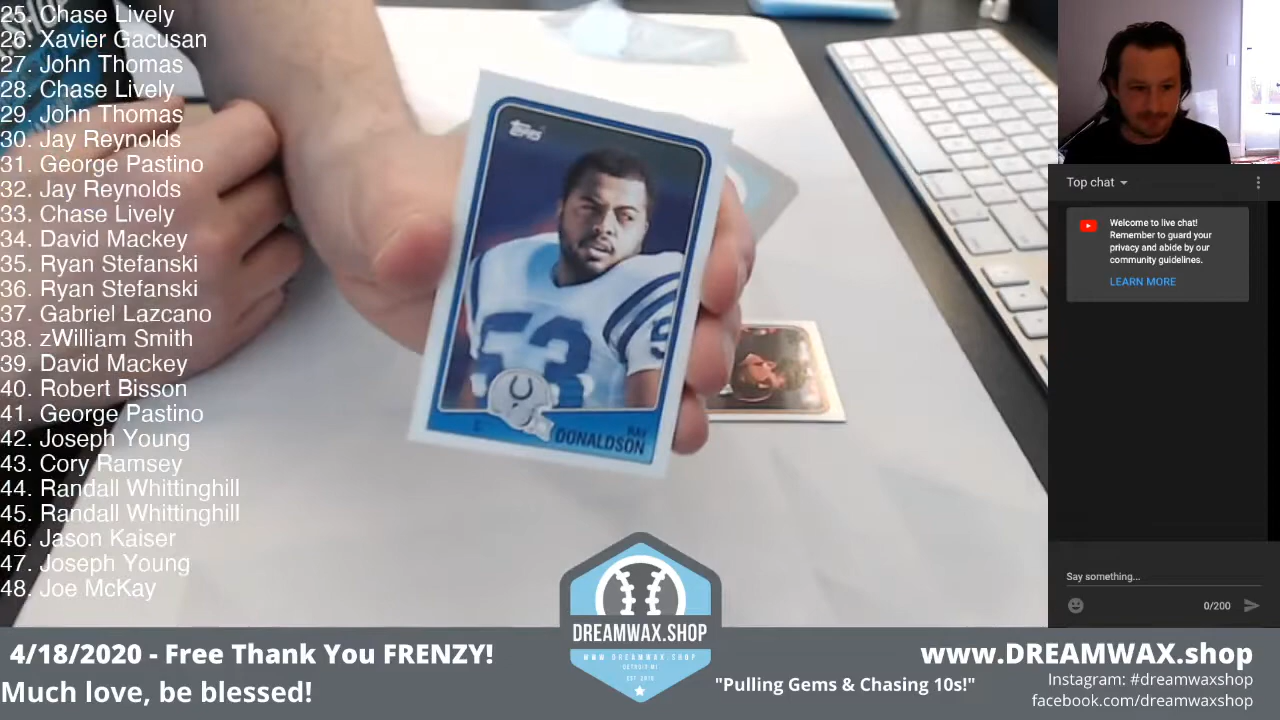 25. Chase Lively
26. Xavier Gacusan
27. John Thomas
28. Chase Lively
29. John Thomas
30. Jay Reynolds
31. George Pastino
32. Jay Reynolds
33. Chase Lively
34. David Mackey
35. Ryan Stefanski
36. Ryan Stefanski
37. Gabriel Lazcano
38. zWilliam Smith
39. David Mackey
40. Robert Bisson
41. George Pastino
42. Joseph Young
43. Cory Ramsey
44. Randall Whittinghill
45. Randall Whittinghill
46. Jason Kaiser
47. Joseph Young
48. Joe McKay
TOPPS
53
RAY
DONALDSON
Top chat
Welcome to live chat!
Remember to guard your
privacy and abide by our
community guidelines.
LEARN MORE
Say something...
0/200
4/18/2020 - Free Thank You FRENZY!
Much love, be blessed!
DREAMWAX.SHOP
WWW.DREAMWAX.SHOP
DETROIT MI
EST 2016
"Pulling Gems & Chasing 10s!"
www.DREAMWAX.shop
Instagram: #dreamwaxshop
facebook.com/dreamwaxshop